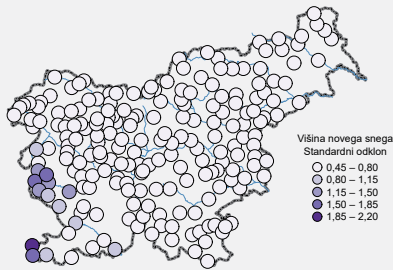 Višina novega snega
Standardni odklon
0,45 – 0,80
0,80 – 1,15
1,15 – 1,50
1,50 – 1,85
1,85 – 2,20